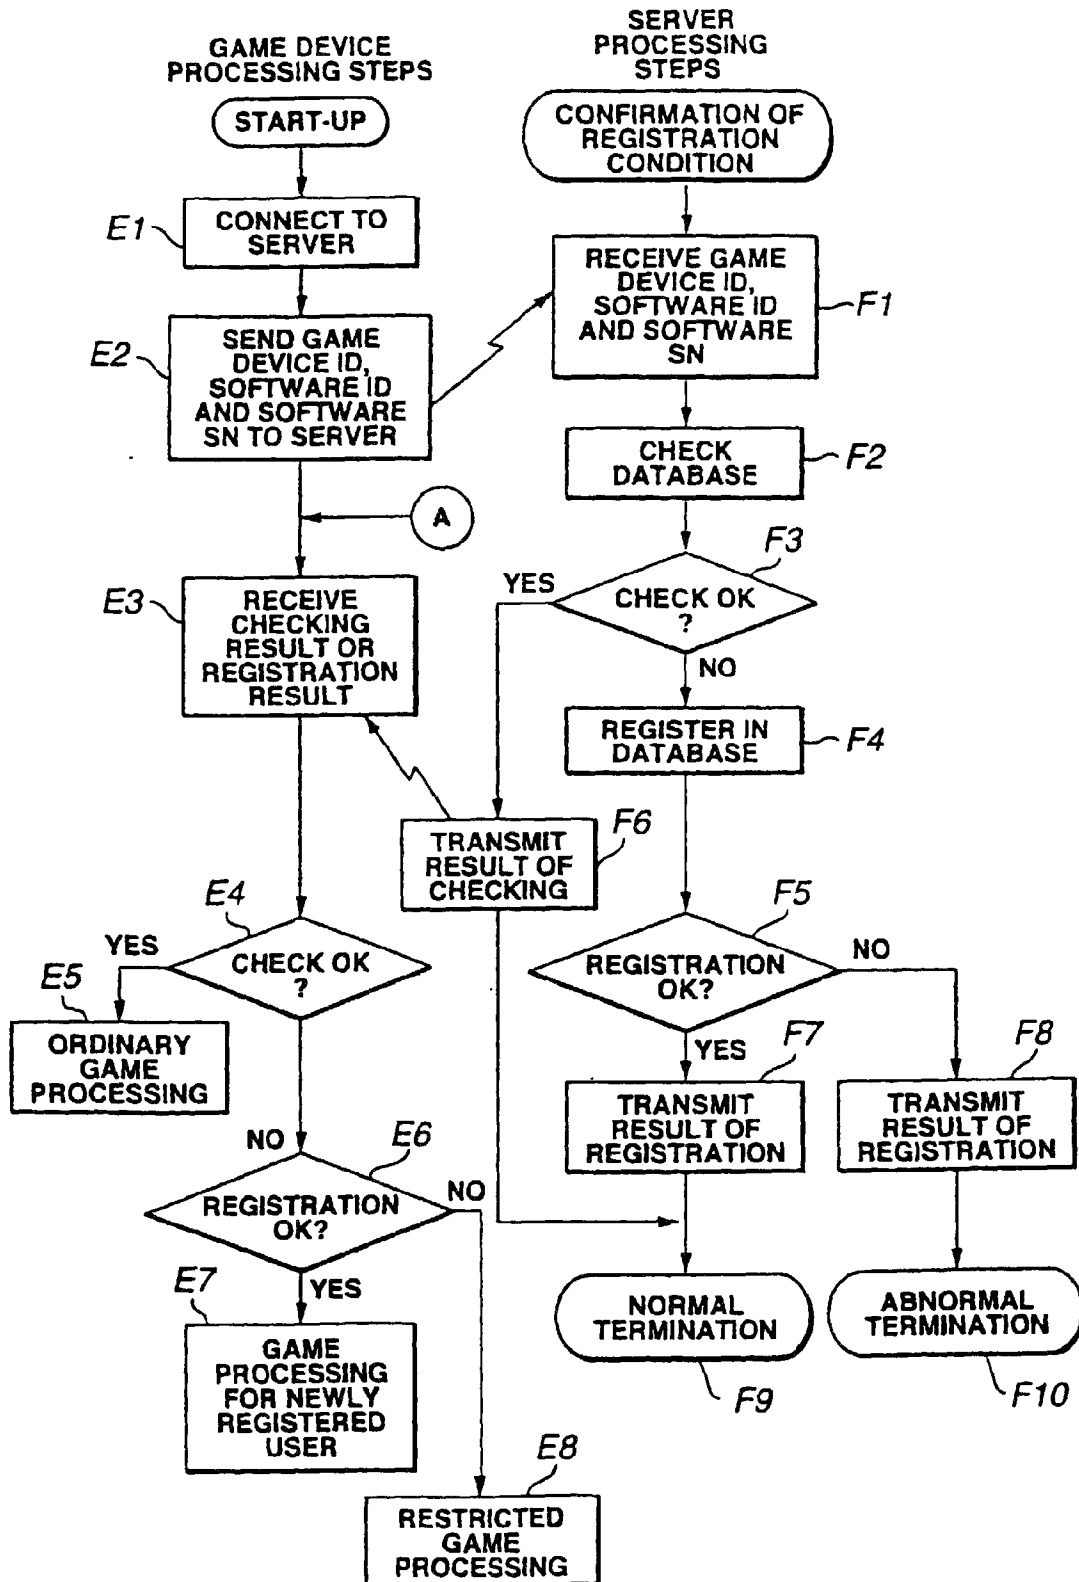 GAME DEVICE
PROCESSING STEPS
START-UP
E1
CONNECT TO
SERVER
E2
SEND GAME
DEVICE ID,
SOFTWARE ID
AND SOFTWARE
SN TO SERVER
A
E3
RECEIVE
CHECKING
RESULT OR
REGISTRATION
RESULT
E4
CHECK OK
?
YES
NO
E5
ORDINARY
GAME
PROCESSING
E6
REGISTRATION
OK?
NO
YES
E7
GAME
PROCESSING
FOR NEWLY
REGISTERED
USER
E8
RESTRICTED
GAME
PROCESSING
SERVER
PROCESSING
STEPS
CONFIRMATION OF
REGISTRATION
CONDITION
RECEIVE GAME
DEVICE ID,
SOFTWARE ID
AND SOFTWARE
SN
F1
CHECK
DATABASE
F2
F3
CHECK OK
?
YES
NO
REGISTER IN
DATABASE
F4
F6
TRANSMIT
RESULT OF
CHECKING
F5
REGISTRATION
OK?
NO
YES
F7
TRANSMIT
RESULT OF
REGISTRATION
F8
TRANSMIT
RESULT OF
REGISTRATION
NORMAL
TERMINATION
F9
ABNORMAL
TERMINATION
F10